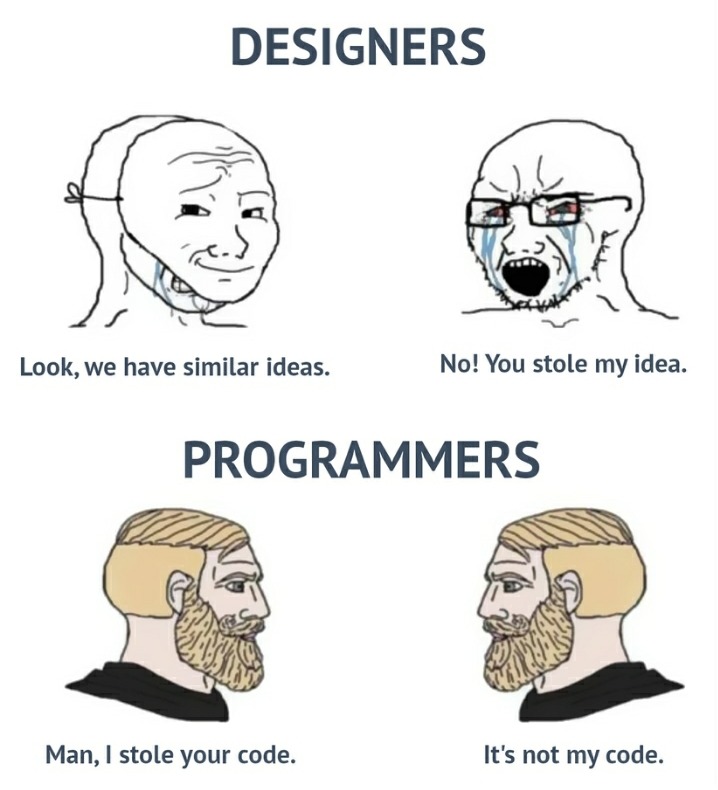 DESIGNERS
Look, we have similar ideas.
No! You stole my idea.
PROGRAMMERS
Man, I stole your code.
It's not my code.